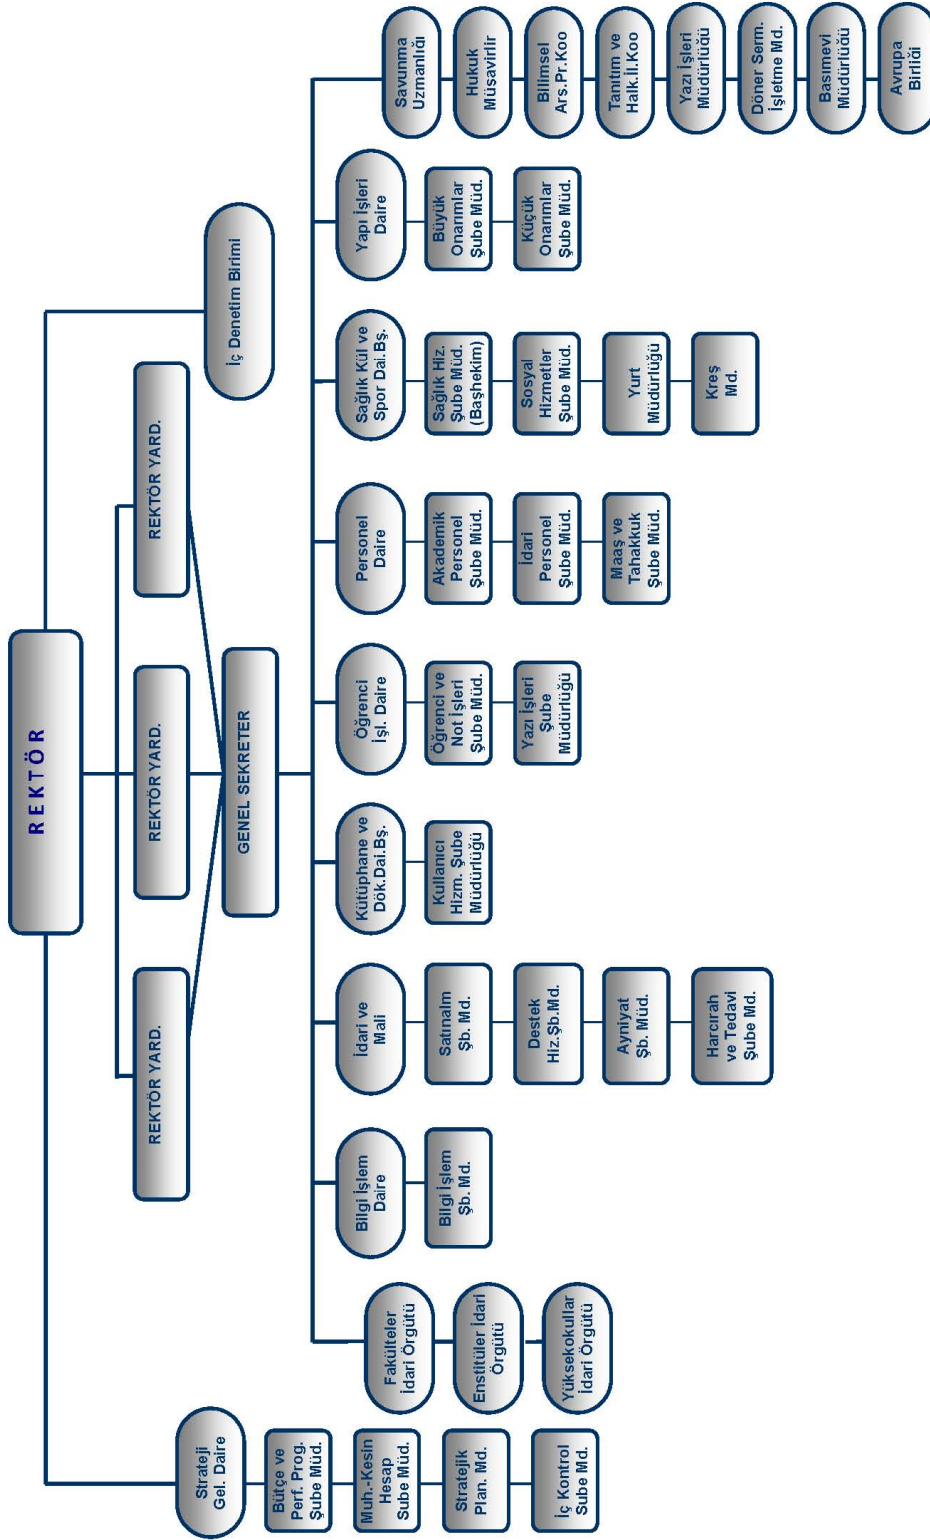 REKTÖR
REKTÖR YARD.
REKTÖR YARD.
REKTÖR YARD.
İç Denetim Birimi
GENEL SEKRETER
Strateji
Gel. Daire
Bütçe ve
Perf. Prog.
Şube Müd.
Muh.-Kesin
Hesap
Sube Müd.
Stratejik
Plan. Md.
İç Kontrol
Sube Md.
Fakülteler
İdari Örgütü
Enstitüler İdari
Örgütü
Yüksekokullar
İdari Örgütü
Bilgi İşlem
Daire
Bilgi İşlem
Şb. Md.
İdari ve
Mali
Satınalm
Şb. Md.
Destek
Hiz.Şb.Md.
Ayniyat
Şb. Müd.
Harcırah
ve Tedavi
Şube Md.
Kütüphane ve
Dök.Dai.Bş.
Kullanıcı
Hizm. Şube
Müdürlüğü
Öğrenci
İşl. Daire
Öğrenci ve
Not İşleri
Şube Müd.
Yazı İşleri
Şube
Müdürlüğü
Personel
Daire
Akademik
Personel
Şube Müd.
İdari
Personel
Şube Müd.
Maaş ve
Tahakkuk
Şube Müd.
Sağlık Kül ve
Spor Dai.Bş.
Sağlık Hiz.
Şube Müd.
(Başhekim)
Sosyal
Hizmetler
Şube Müd.
Yurt
Müdürlüğü
Kreş
Md.
Yapı İşleri
Daire
Büyük
Onarımlar
Şube Müd.
Küçük
Onarımlar
Şube Müd.
Savunma
Uzmanlığı
Hukuk
Müsavirlir
Bilimsel
Ars.Pr.Koo
Tanıtım ve
Halk.İl.Koo
Yazı İşleri
Müdürlüğü
Döner Serm.
İşletme Md.
Basımevi
Müdürlüğü
Avrupa
Birliği